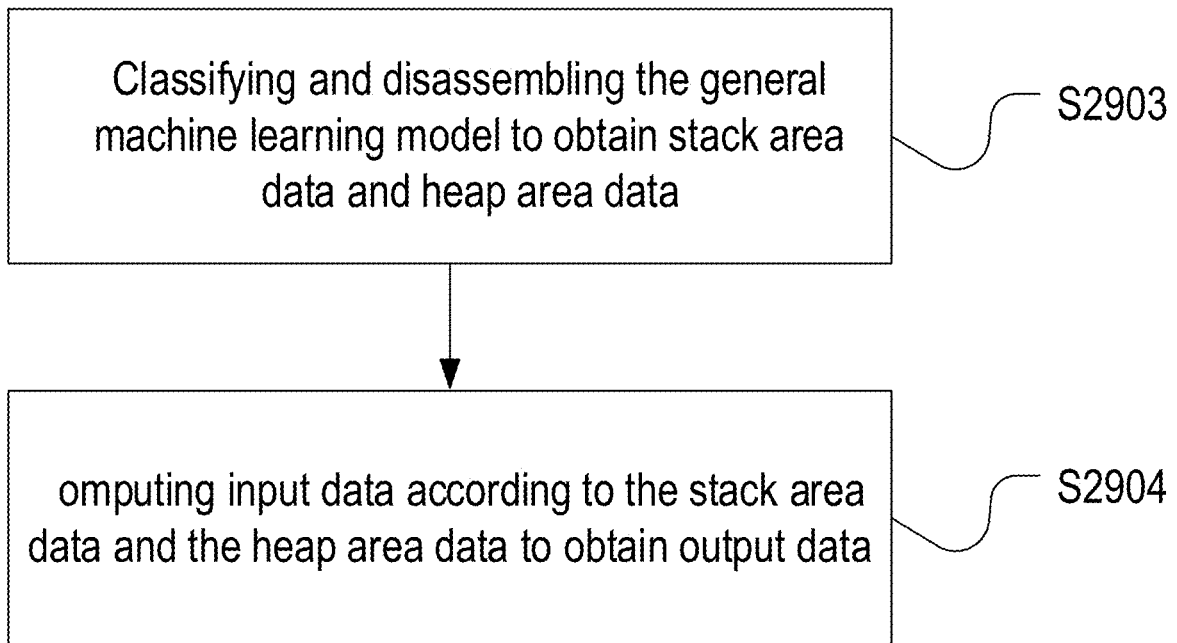 Classifying and disassembling the general
machine learning model to obtain stack area
data and heap area data
S2903
omputing input data according to the stack area
data and the heap area data to obtain output data
S2904